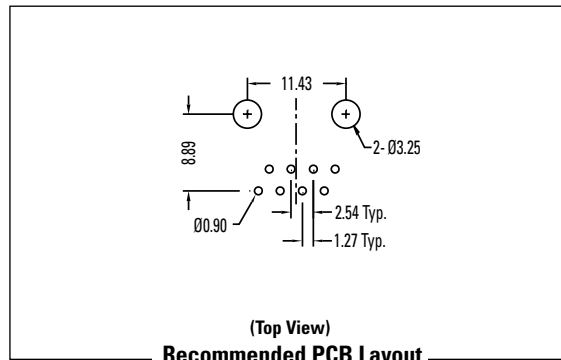 11.43
8.89
2- Ø3.25
Ø0.90
2.54 Typ.
1.27 Typ.
(Top View)
Recommended PCB Layout